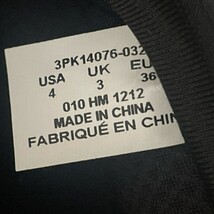 3PK14076-032
USA UK EU
4 3 36
010 HM 1212
MADE IN CHINA
FABRIQUÉ EN CHIN